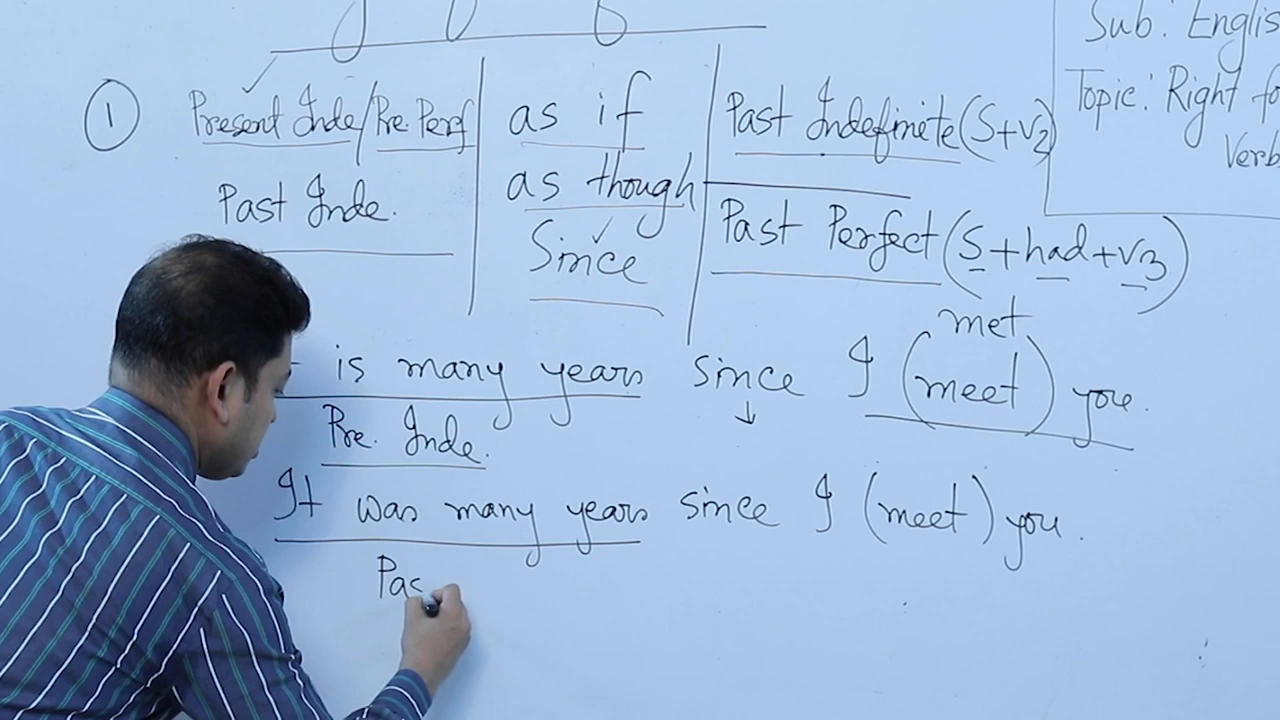 Sub: Englis
Topic: Right fo
Verb
① Present Inde/Pre. Perf
Past Inde.
as if
as though
Since
Past Indefinite (S+V2)
Past Perfect (S+had+V3)
met
is many years since I (meet) you.
Pre. Inde.
It was many years since I (meet) you.
Pas